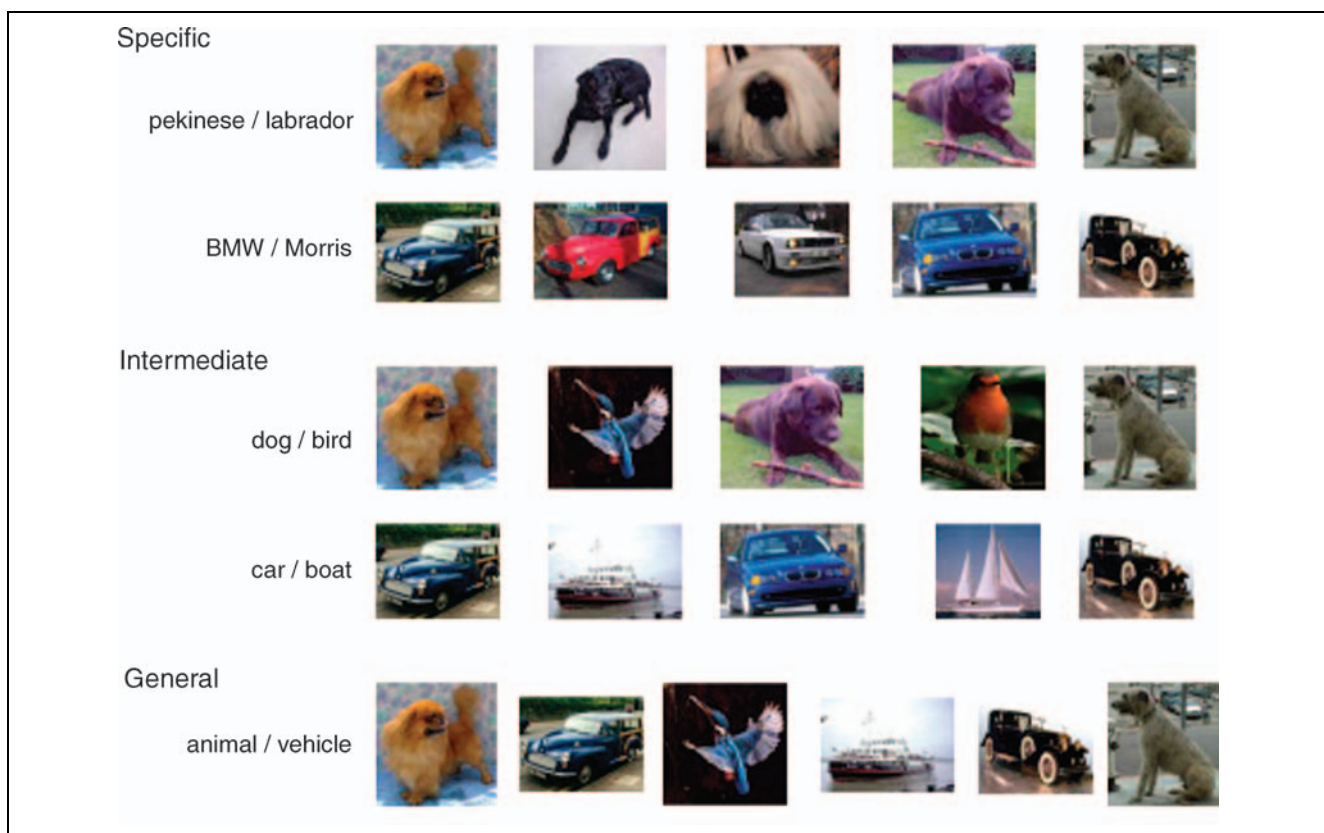 Specific
pekinese / labrador
BMW / Morris
Intermediate
dog / bird
car / boat
General
animal / vehicle